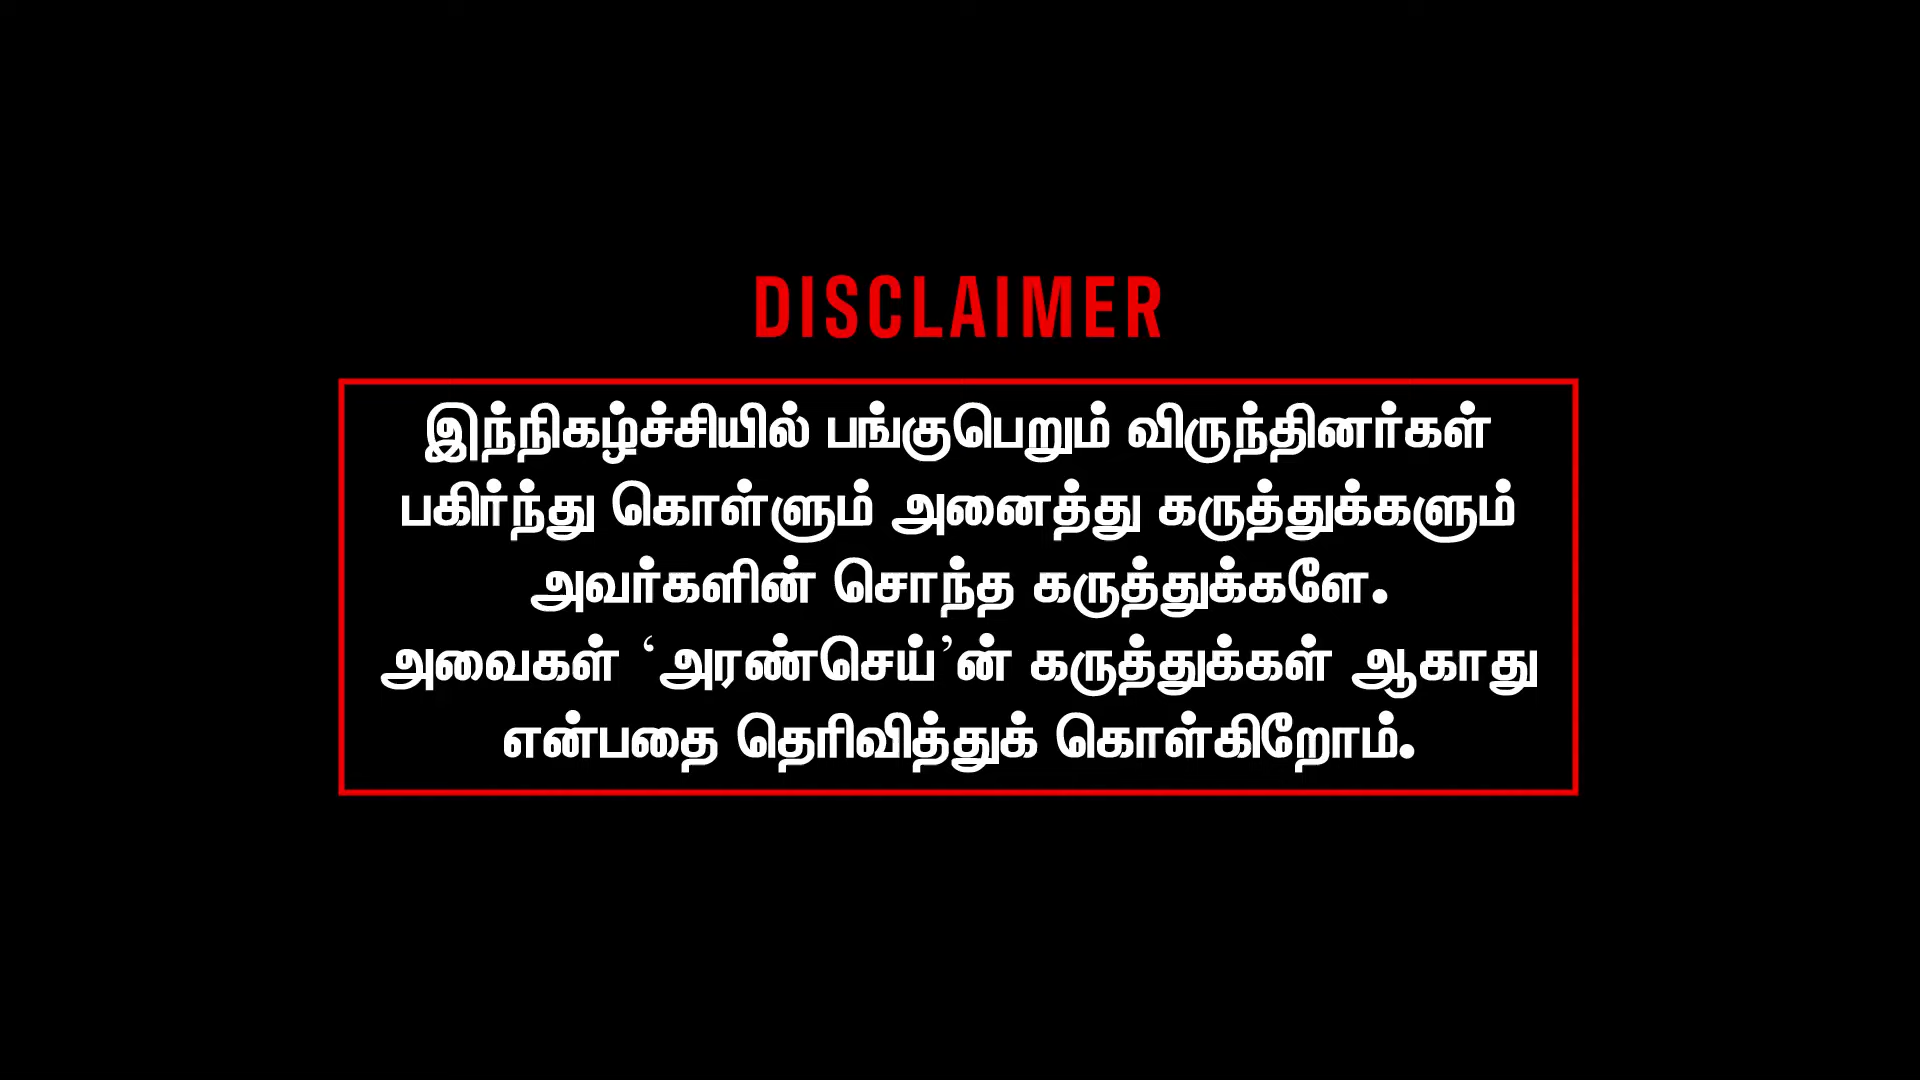 DISCLAIMER
இந்நிகழ்ச்சியில் பங்குபெறும் விருந்தினர்கள்
பகிர்ந்து கொள்ளும் அனைத்து கருத்துக்களும்
அவர்களின் சொந்த கருத்துக்களே.
அவைகள் ‘அரண்செய்’ன் கருத்துக்கள் ஆகாது
என்பதை தெரிவித்துக் கொள்கிறோம்.